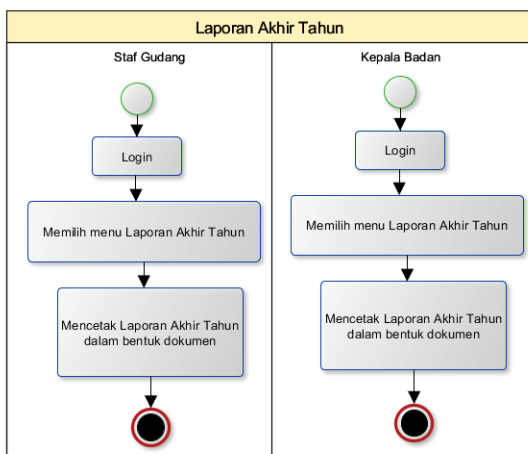 Laporan Akhir Tahun
Staf Gudang
Login
Memilih menu Laporan Akhir Tahun
Mencetak Laporan Akhir Tahun
dalam bentuk dokumen
Kepala Badan
Login
Memilih menu Laporan Akhir Tahun
Mencetak Laporan Akhir Tahun
dalam bentuk dokumen